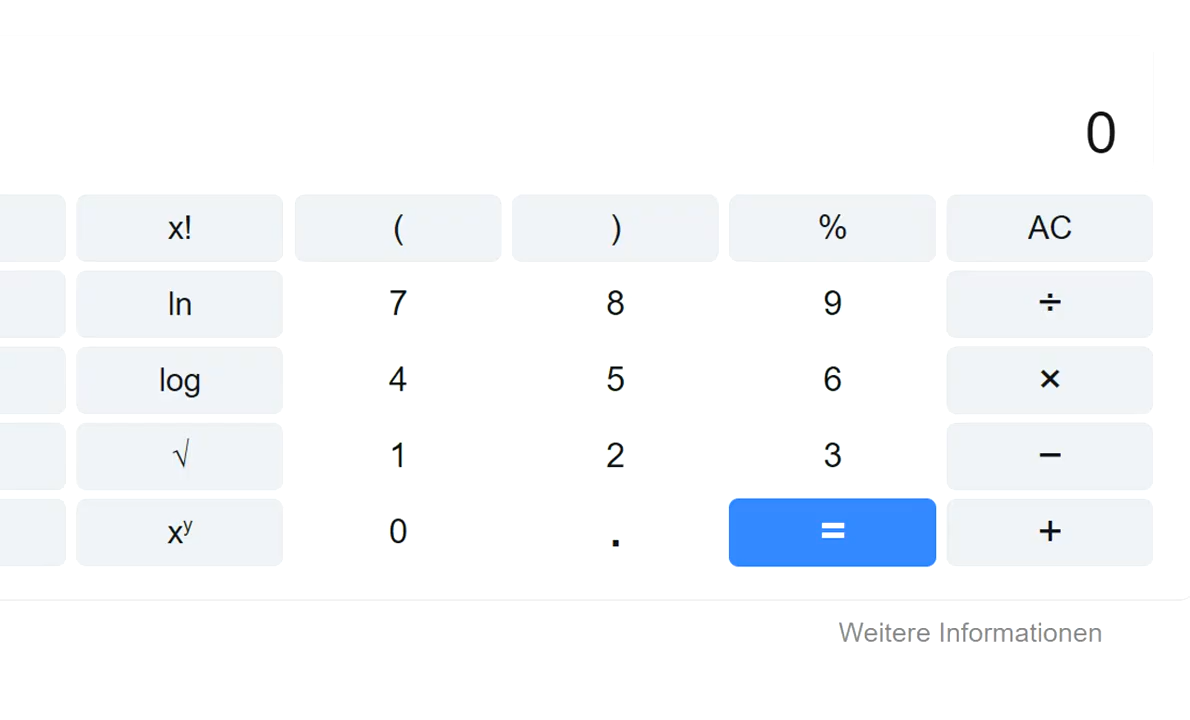 0
x! ( ) % AC
ln 7 8 9 ÷
log 4 5 6 ×
√ 1 2 3 −
xʸ 0 . = +
Weitere Informationen